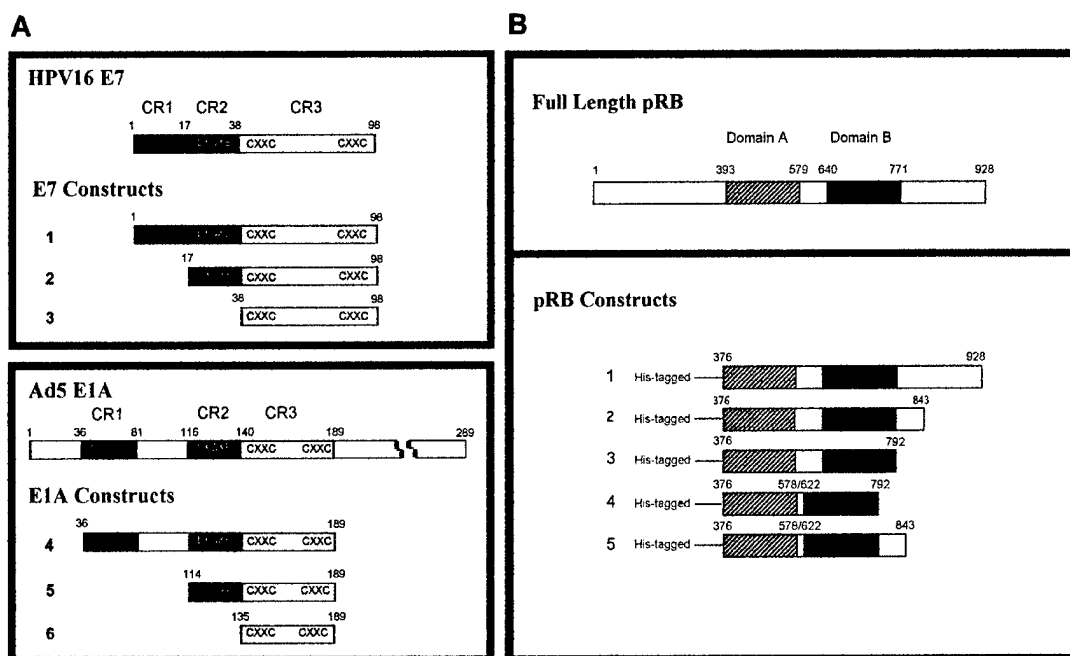 A
HPV16 E7
CR1 CR2 CR3
1 17 38 98
CXXC CXXC
E7 Constructs
1 98
1 CXXC CXXC
17 98
2 CXXC CXXC
38 98
3 CXXC CXXC
Ad5 E1A
CR1 CR2 CR3
1 36 81 116 140 189 289
CXXC CXXC
E1A Constructs
36 189
4 CXXC CXXC
114 189
5 CXXC CXXC
135 189
6 CXXC CXXC
B
Full Length pRB
Domain A Domain B
1 393 579 640 771 928
pRB Constructs
376 928
1 His-tagged
376 843
2 His-tagged
376 792
3 His-tagged
376 578/622 792
4 His-tagged
376 578/622 843
5 His-tagged